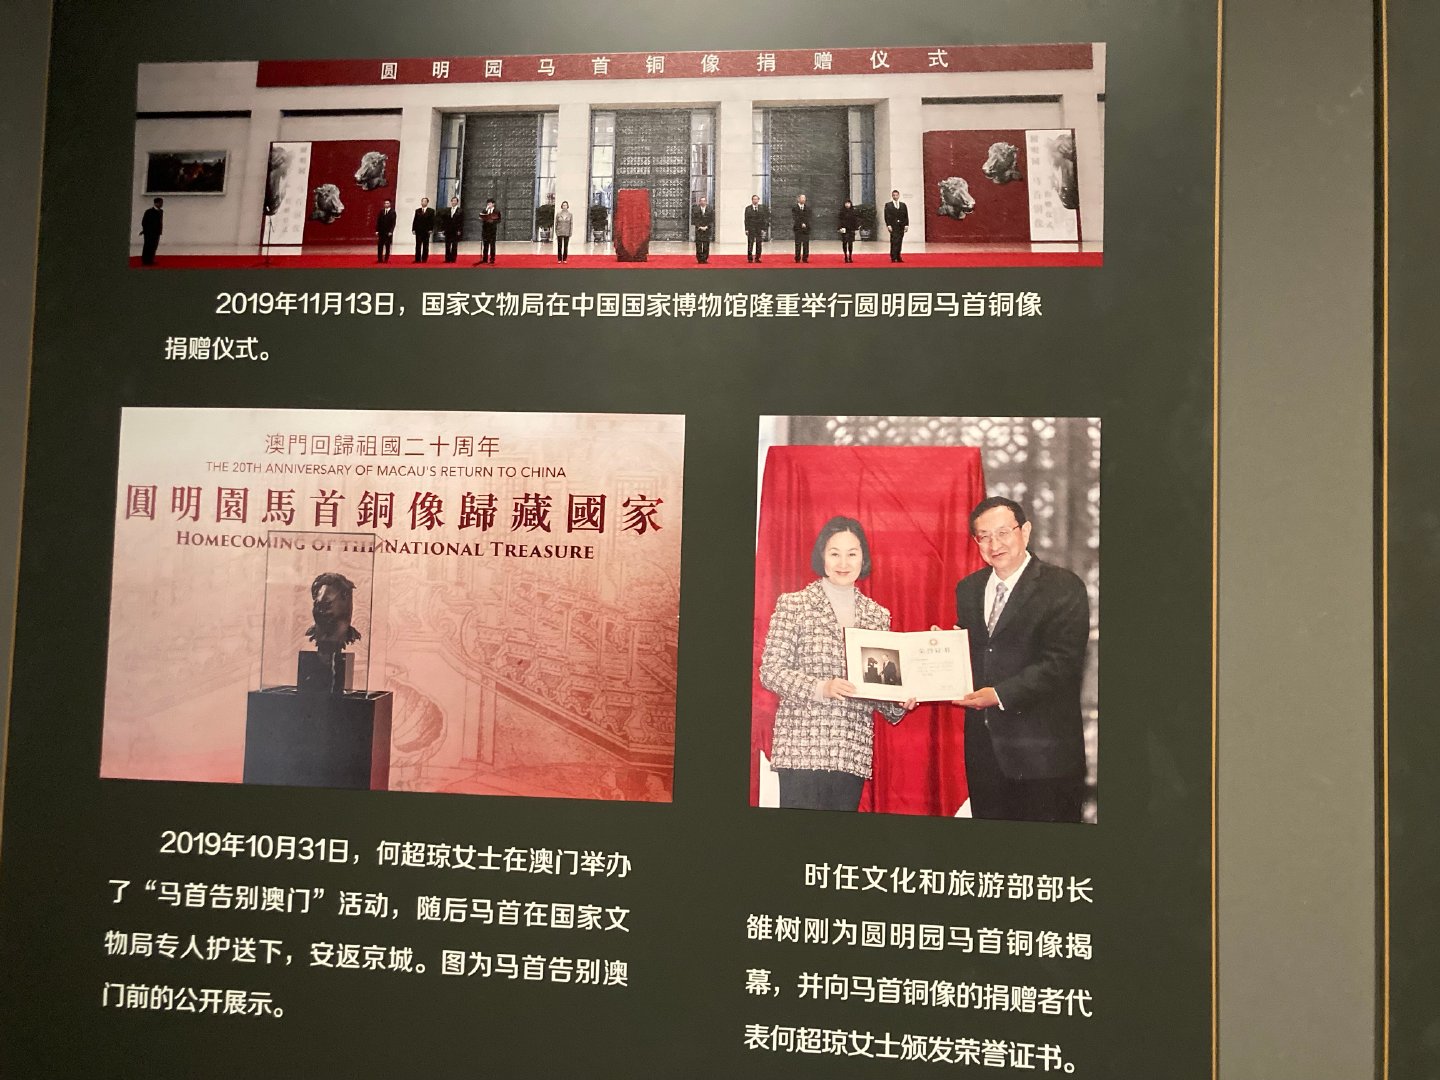 圆明园马首铜像捐赠仪式
2019年11月13日，国家文物局在中国国家博物馆隆重举行圆明园马首铜像
捐赠仪式。
澳門回歸祖國二十周年
THE 20TH ANNIVERSARY OF MACAU'S RETURN TO CHINA
圓明園馬首銅像歸藏國家
HOMECOMING OF THE NATIONAL TREASURE
2019年10月31日，何超琼女士在澳门举办
了“马首告别澳门”活动，随后马首在国家文
物局专人护送下，安返京城。图为马首告别澳
门前的公开展示。
时任文化和旅游部部长
雒树刚为圆明园马首铜像揭
幕，并向马首铜像的捐赠者代
表何超琼女士颁发荣誉证书。